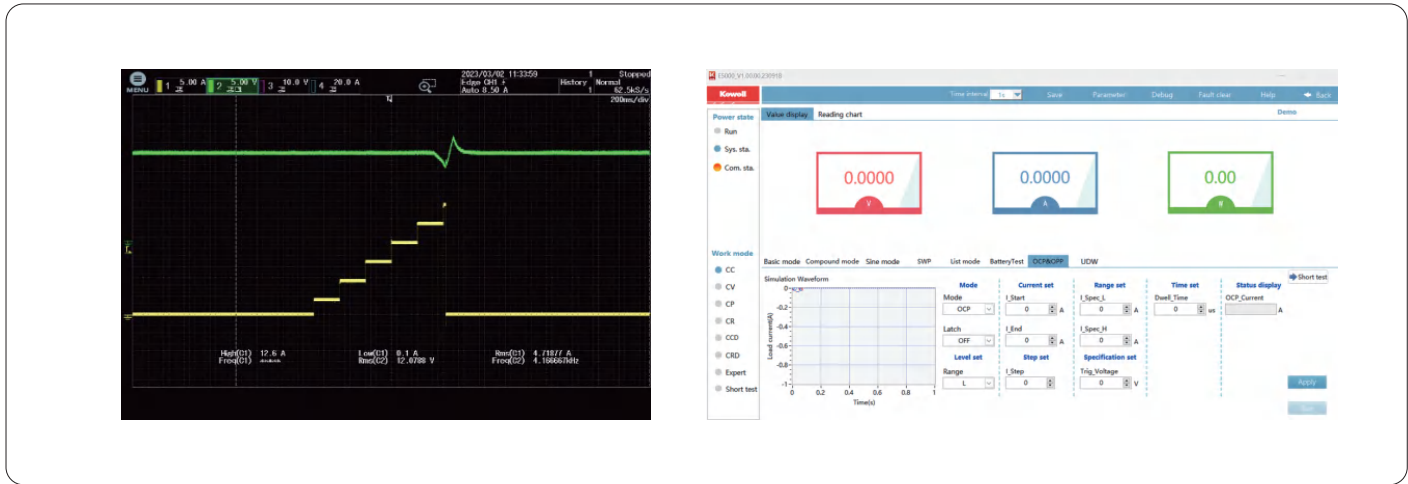 MENU 1 5.00 A 2 5.00 V 3 10.0 V 4 20.0 A
2023/03/02 11:33:59 1 Stopped
Edge CH1 History Normal
Auto 8.50 A 1 62.5kS/s
200ms/div
High(C1) 12.6 A Low(C1) 0.1 A Rms(C1) 4.71877 A
Freq(C1) Rms(C2) 12.0788 V Freq(C2) 4.166667kHz
Kewell Time interval 1s Save Parameter Debug Fault clear Help Back
Power state Value display Reading chart Demo
Run
Sys. sta.
Com. sta.
0.0000 0.0000 0.00
V A
Work mode
Basic mode Compound mode Sine mode SWP List mode BatteryTest OCP&OPP UDW
CC
CV
CP
CR
CCD
CRD
Expert
Short test
Simulation Waveform
Load current(A)
0
-0.2
-0.4
-0.6
-0.8
-1
0 0.2 0.4 0.6 0.8 1
Time(s)
Short test
Mode Current set Range set Time set Status display
Mode I_Start I_Spec_L Dwell_Time OCP_Current
OCP 0 A 0 A 0 us A
Latch I_End I_Spec_H
OFF 0 A 0 A
Level set Step set Specification set
Range I_Step Trig_Voltage
L 0 0 V
Apply